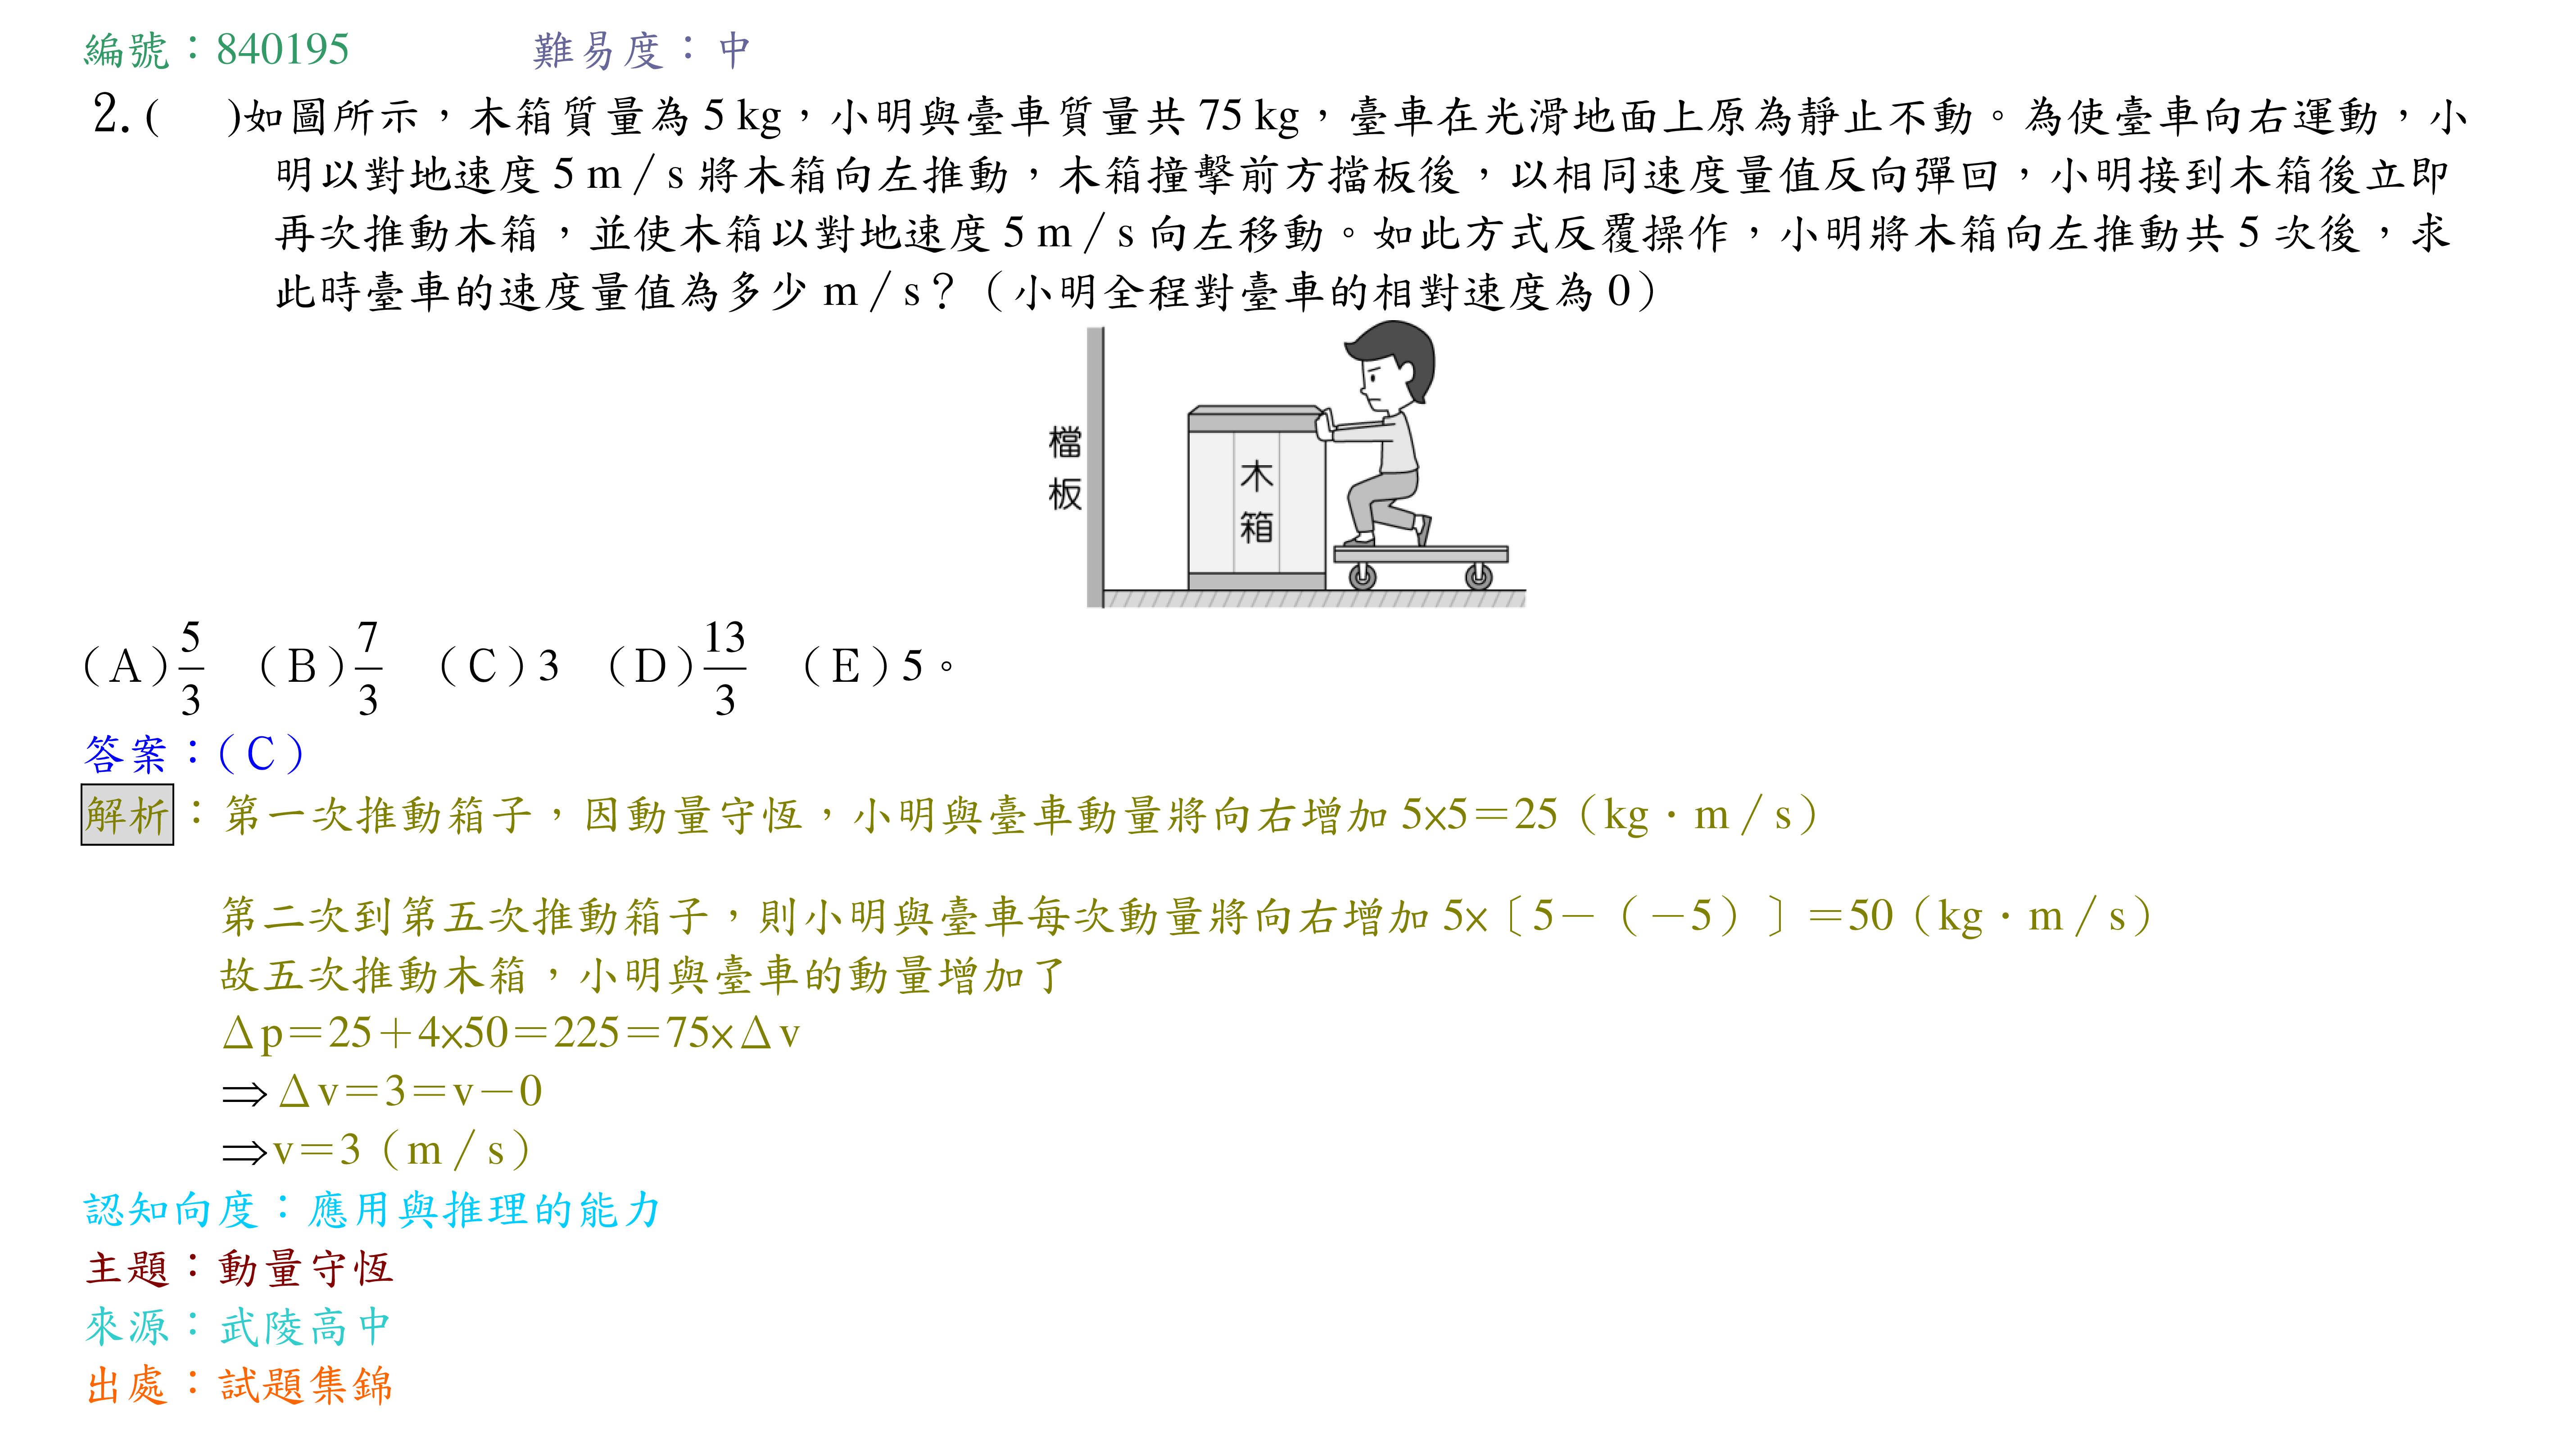 編號：840195　難易度：中
2.(　)如圖所示，木箱質量為 5 kg，小明與臺車質量共 75 kg，臺車在光滑地面上原為靜止不動。為使臺車向右運動，小
明以對地速度 5 m／s 將木箱向左推動，木箱撞擊前方擋板後，以相同速度量值反向彈回，小明接到木箱後立即
再次推動木箱，並使木箱以對地速度 5 m／s 向左移動。如此方式反覆操作，小明將木箱向左推動共 5 次後，求
此時臺車的速度量值為多少 m／s？（小明全程對臺車的相對速度為 0）
檔板
木箱
（A）5/3　（B）7/3　（C）3　（D）13/3　（E）5。
答案：（C）
解析：第一次推動箱子，因動量守恆，小明與臺車動量將向右增加 5×5＝25（kg．m／s）
第二次到第五次推動箱子，則小明與臺車每次動量將向右增加 5×〔5－（－5）〕＝50（kg．m／s）
故五次推動木箱，小明與臺車的動量增加了
Δp＝25＋4×50＝225＝75×Δv
⇒Δv＝3＝v－0
⇒v＝3（m／s）
認知向度：應用與推理的能力
主題：動量守恆
來源：武陵高中
出處：試題集錦